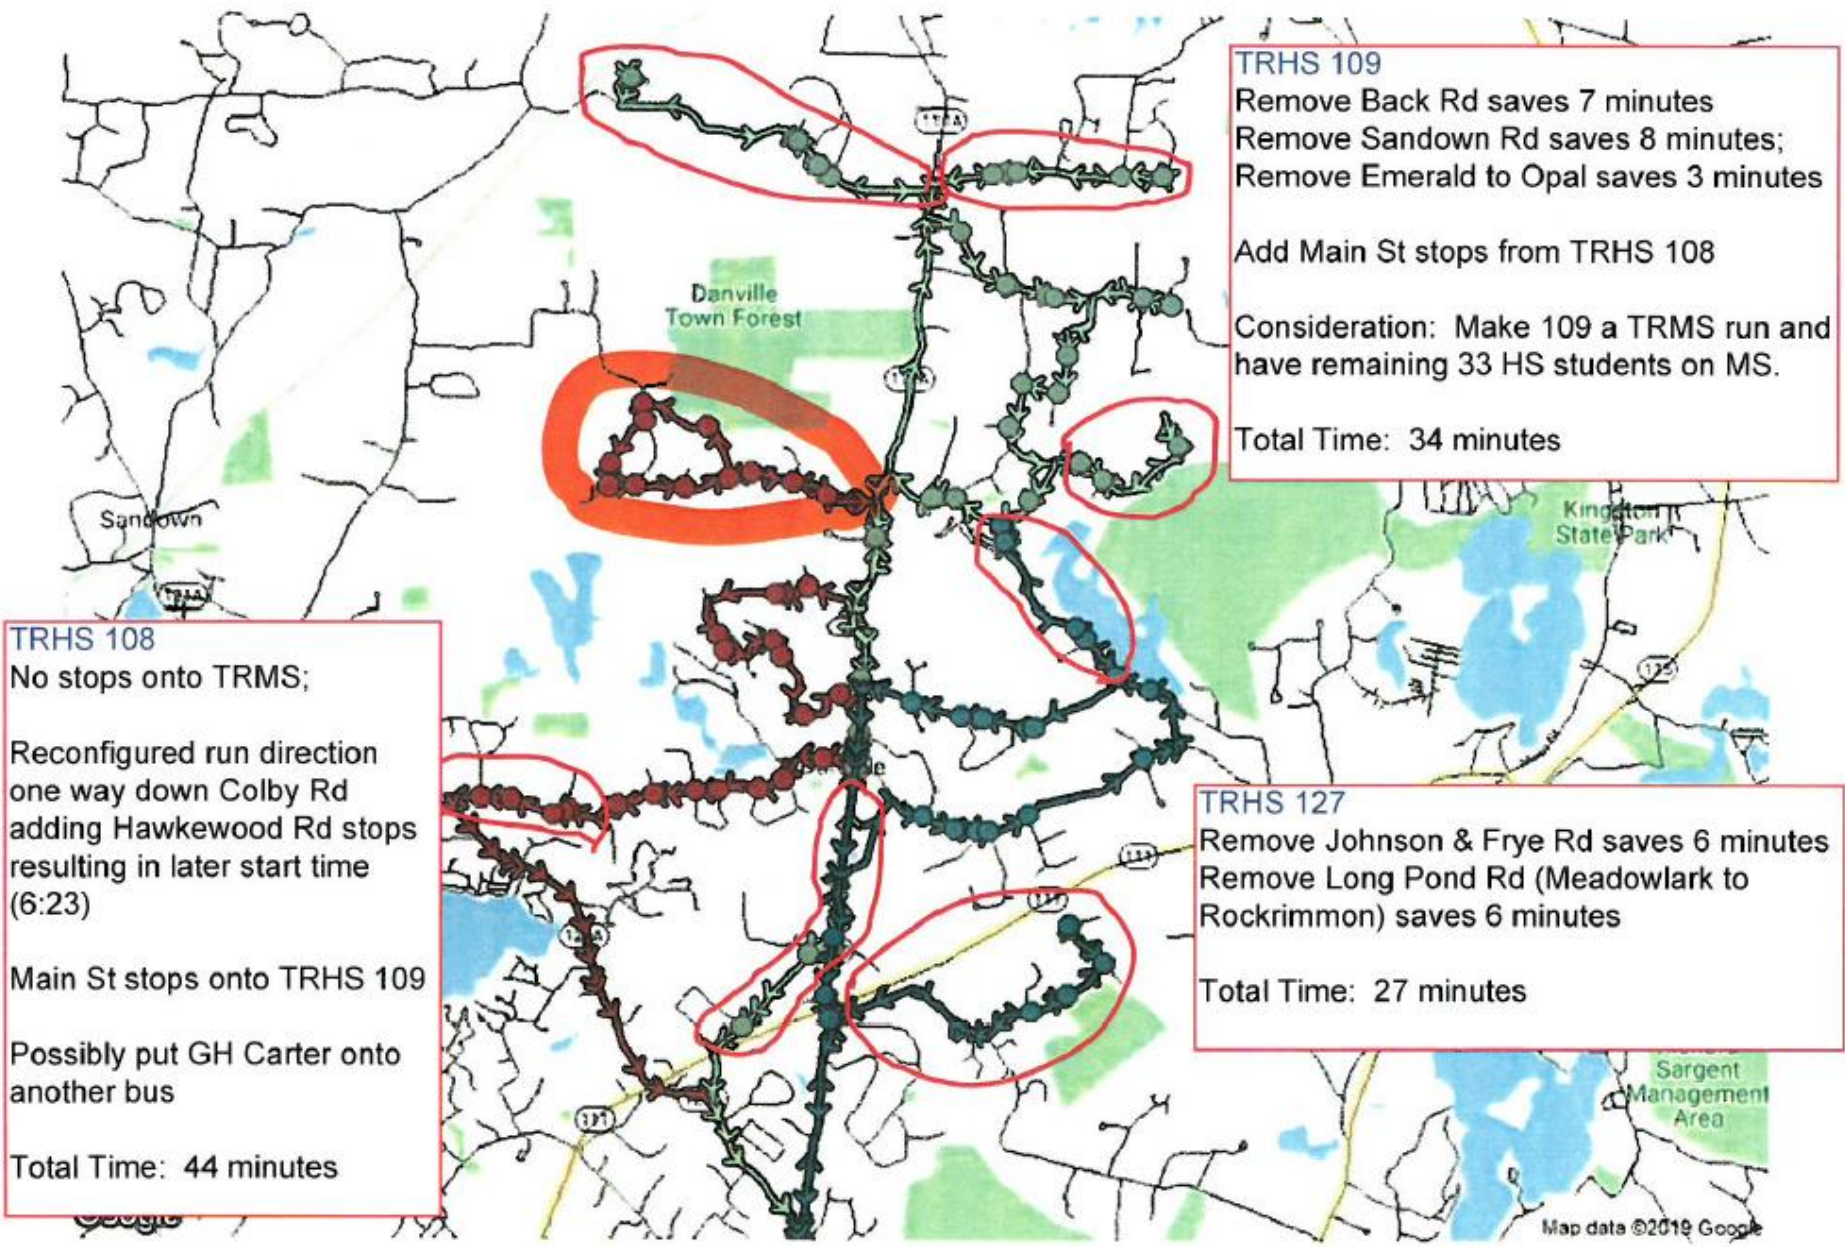 TRHS 109
Remove Back Rd saves 7 minutes
Remove Sandown Rd saves 8 minutes;
Remove Emerald to Opal saves 3 minutes
Add Main St stops from TRHS 108
Consideration: Make 109 a TRMS run and
have remaining 33 HS students on MS.
Total Time: 34 minutes
Danville
Town Forest
Kingston
State Park
Sandown
121A
TRHS 108
No stops onto TRMS;
Reconfigured run direction
one way down Colby Rd
adding Hawkewood Rd stops
resulting in later start time
(6:23)
Main St stops onto TRHS 109
Possibly put GH Carter onto
another bus
Total Time: 44 minutes
125
TRHS 127
Remove Johnson & Frye Rd saves 6 minutes
Remove Long Pond Rd (Meadowlark to
Rockrimmon) saves 6 minutes
Total Time: 27 minutes
111
111
Sargent
Management
Area
Google
Map data ©2019 Google